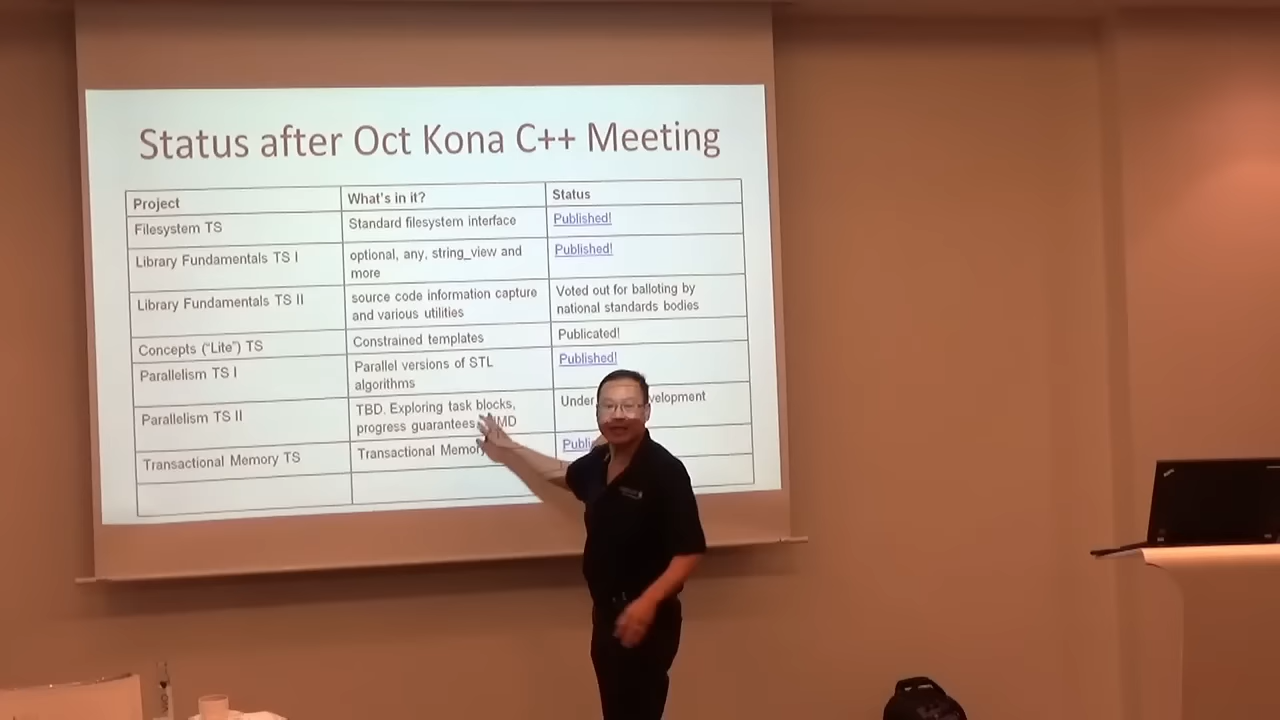 Status after Oct Kona C++ Meeting
Project What's in it? Status
Filesystem TS Standard filesystem interface Published!
Library Fundamentals TS I optional, any, string_view and more Published!
Library Fundamentals TS II source code information capture and various utilities Voted out for balloting by national standards bodies
Concepts ("Lite") TS Constrained templates Publicated!
Parallelism TS I Parallel versions of STL algorithms Published!
Parallelism TS II TBD. Exploring task blocks, progress guarantees, Under
Transactional Memory TS Transactional Memory